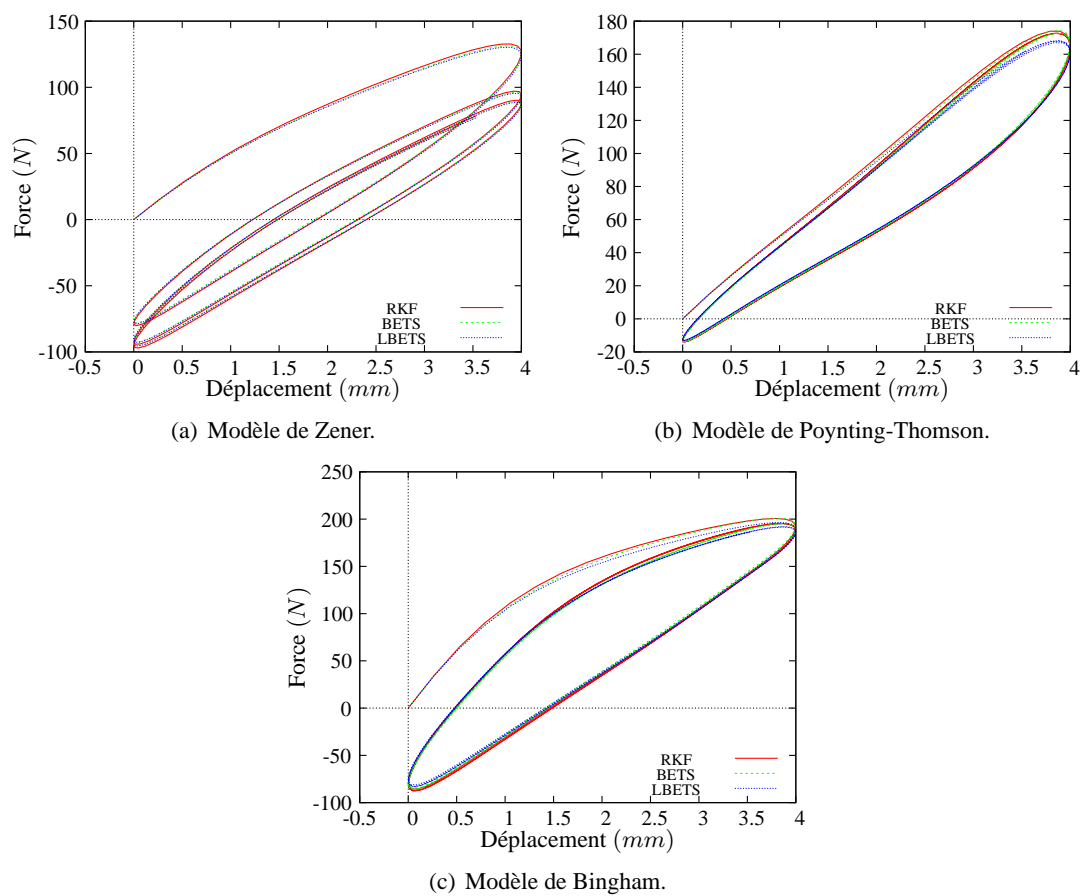 150
100
50
0
-50
-100
Force (N)
-0.5 0 0.5 1 1.5 2 2.5 3 3.5 4
Déplacement (mm)
RKF
BETS
LBETS
(a) Modèle de Zener.
180
160
140
120
100
80
60
40
20
0
-20
Force (N)
-0.5 0 0.5 1 1.5 2 2.5 3 3.5 4
Déplacement (mm)
RKF
BETS
LBETS
(b) Modèle de Poynting-Thomson.
250
200
150
100
50
0
-50
-100
Force (N)
-0.5 0 0.5 1 1.5 2 2.5 3 3.5 4
Déplacement (mm)
RKF
BETS
LBETS
(c) Modèle de Bingham.